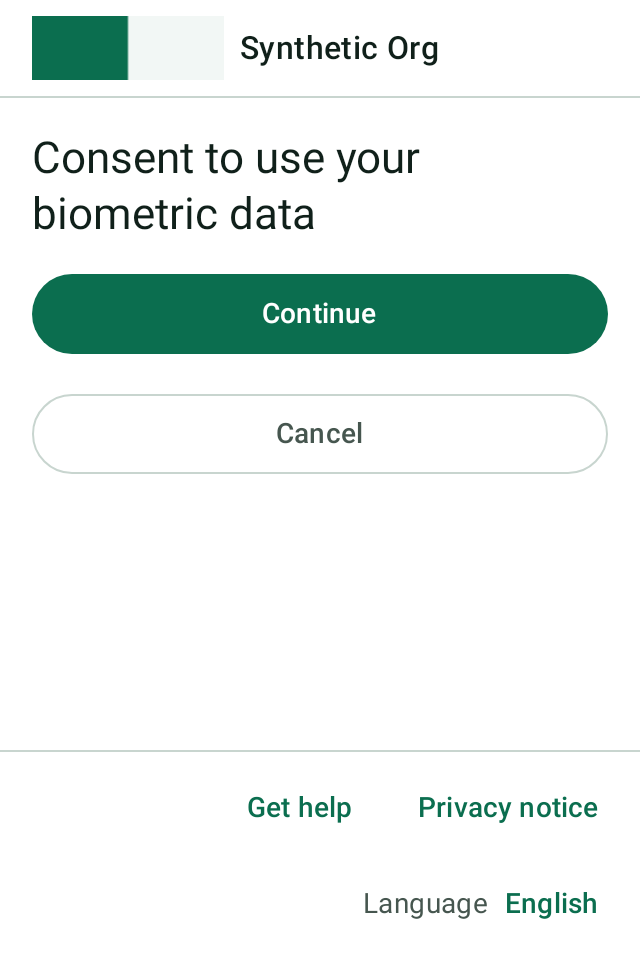 Synthetic Org
Consent to use your
biometric data
Continue
Cancel
Get help Privacy notice
Language English